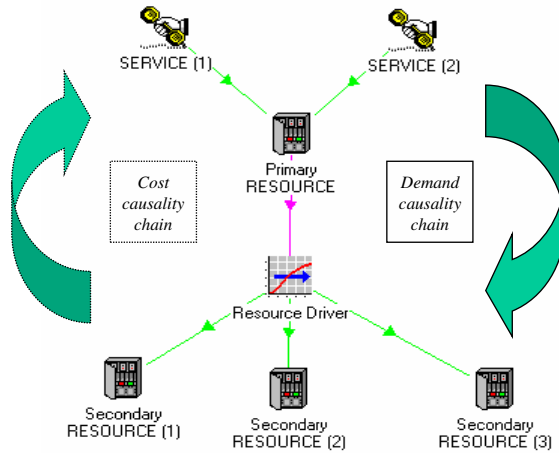 SERVICE (1)
SERVICE (2)
Primary
RESOURCE
Cost
causality
chain
Demand
causality
chain
Resource Driver
Secondary
RESOURCE (1)
Secondary
RESOURCE (2)
Secondary
RESOURCE (3)